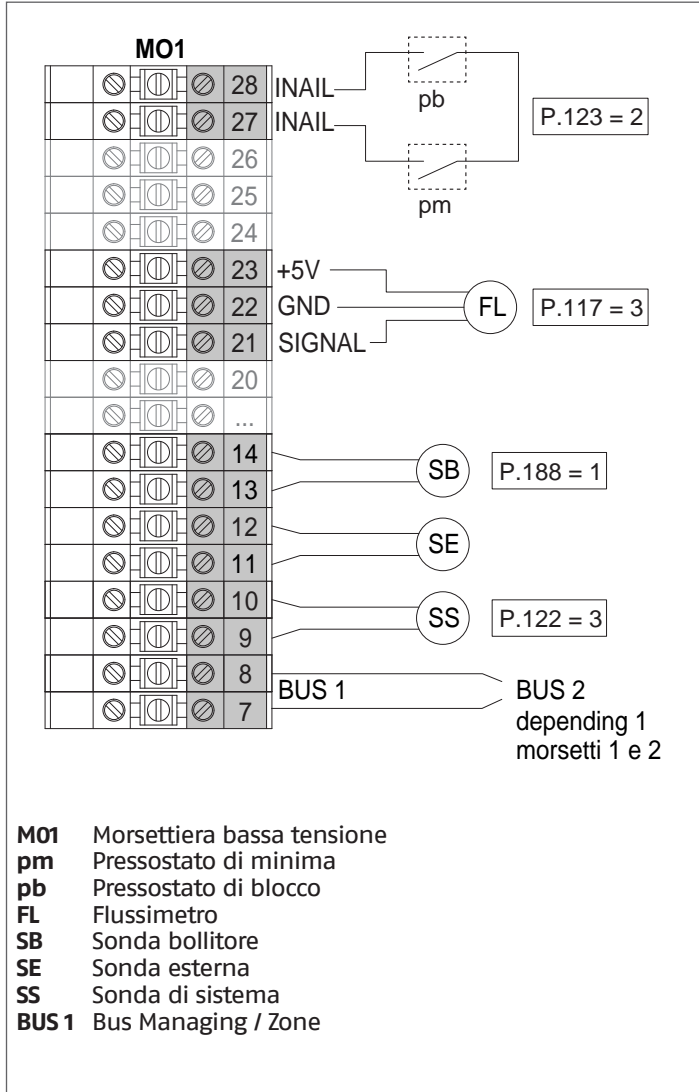 MO1
28 INAIL
pb
27 INAIL
P.123 = 2
26
pm
25
24
23 +5V
22 GND FL P.117 = 3
21 SIGNAL
20
...
14
SB P.188 = 1
13
12
SE
11
10
SS P.122 = 3
9
8
BUS 1 BUS 2
7
depending 1
morsetti 1 e 2
M01 Morsettiera bassa tensione
pm Pressostato di minima
pb Pressostato di blocco
FL Flussimetro
SB Sonda bollitore
SE Sonda esterna
SS Sonda di sistema
BUS 1 Bus Managing / Zone